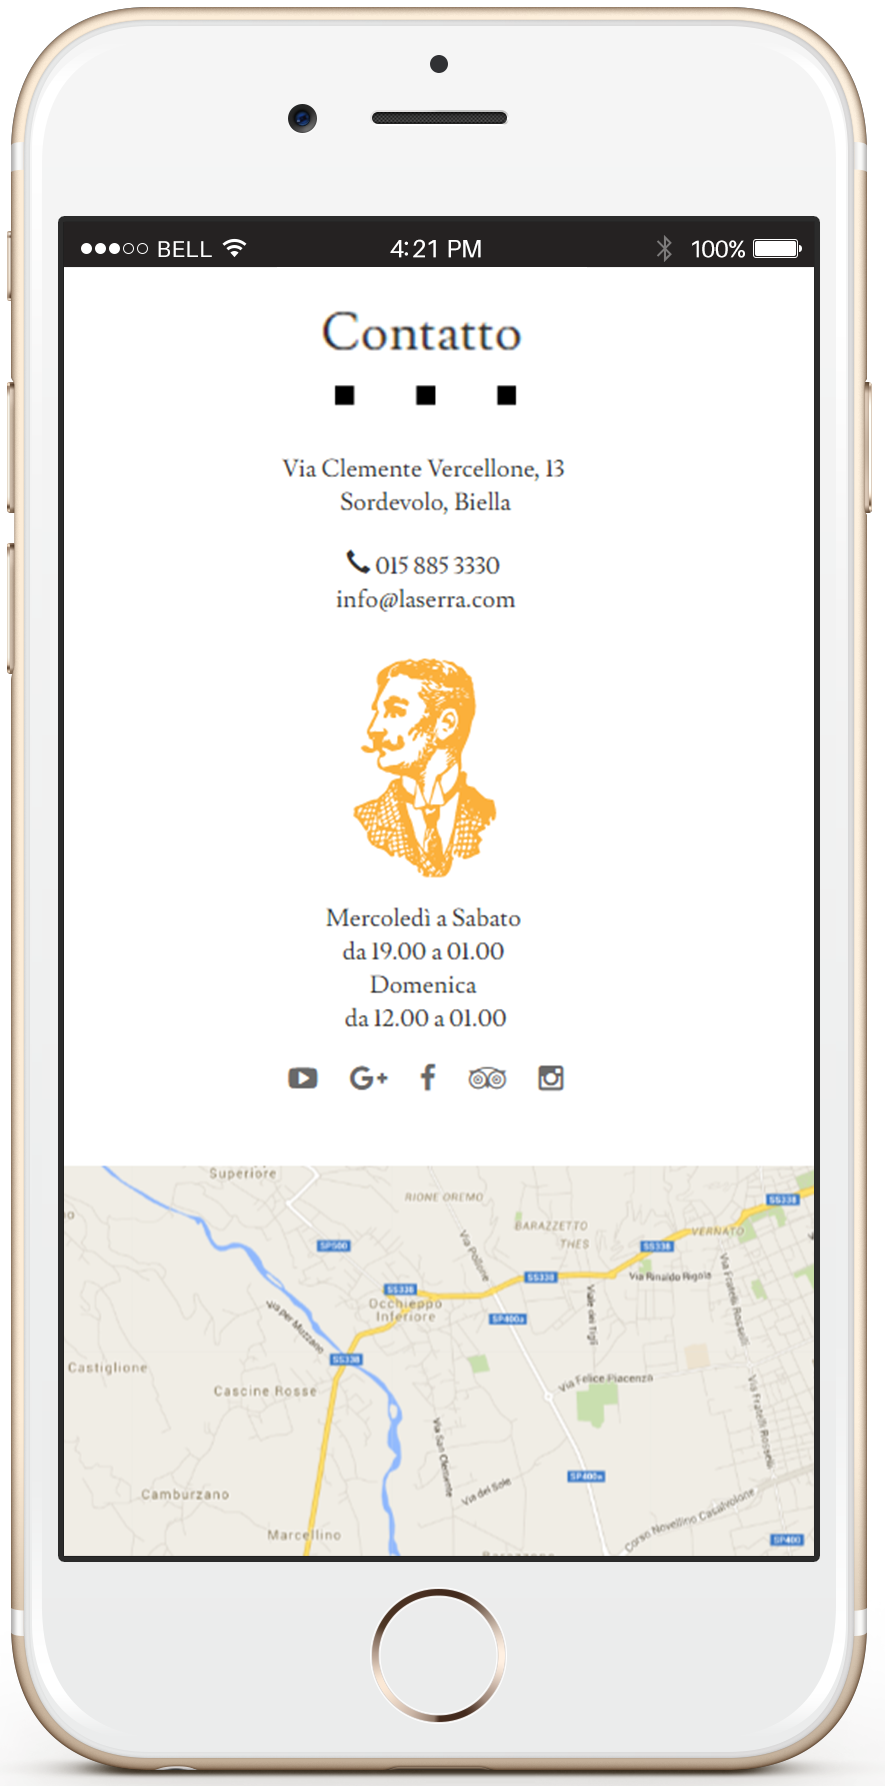 BELL 4:21 PM 100%
Contatto
Via Clemente Vercellone, 13
Sordevolo, Biella
015 885 3330
info@laserra.com
Mercoledì a Sabato
da 19.00 a 01.00
Domenica
da 12.00 a 01.00
G+ f
Superiore
RIONE OREMO
SS338
BARAZZETTO
THES
VERNATO
SP500
SS338
Via Pollone
Via Rinaldo Rigola
Via Fratelli Rosselli
SS338
SS338
Occhieppo
Inferiore
Via per Muzzano
SP400a
Viale dei Tigli
SS338
Castiglione
Via Felice Piacenza
Cascine Rosse
Via Fratelli Rosselli
Via San Clemente
SP400a
Via del Sole
Camburzano
Corso Novellino Casalvolone
Marcellino
SP400